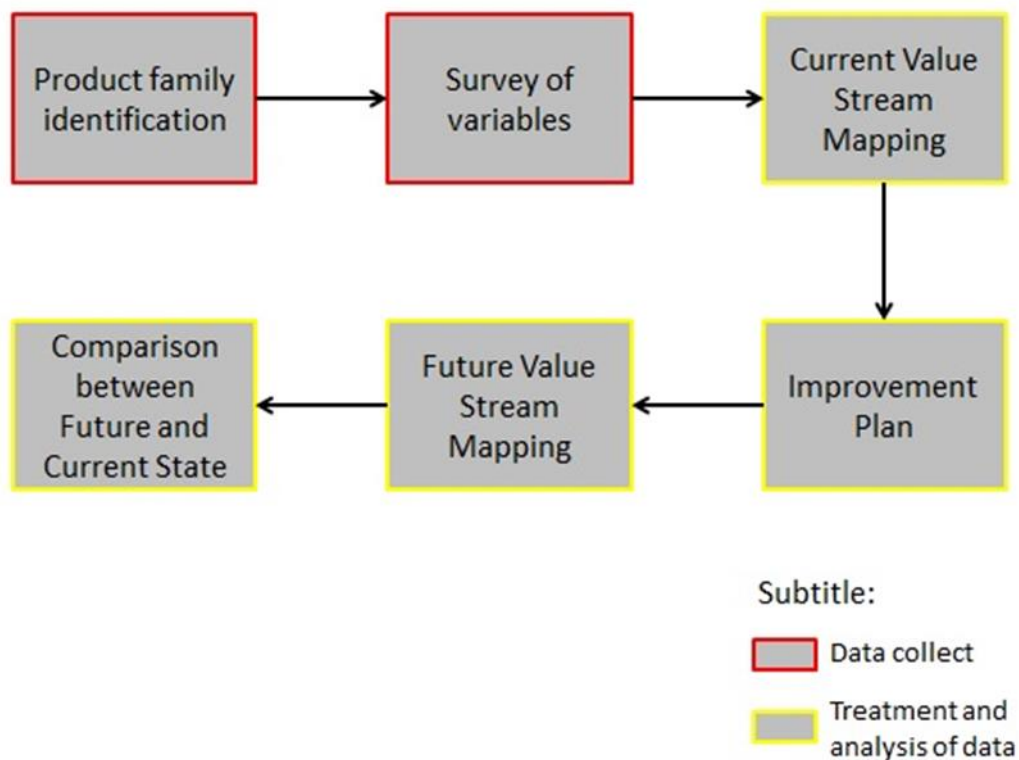 Product family
identification
Survey of
variables
Current Value
Stream
Mapping
Improvement
Plan
Future Value
Stream
Mapping
Comparison
between
Future and
Current State
Subtitle:
Data collect
Treatment and
analysis of data